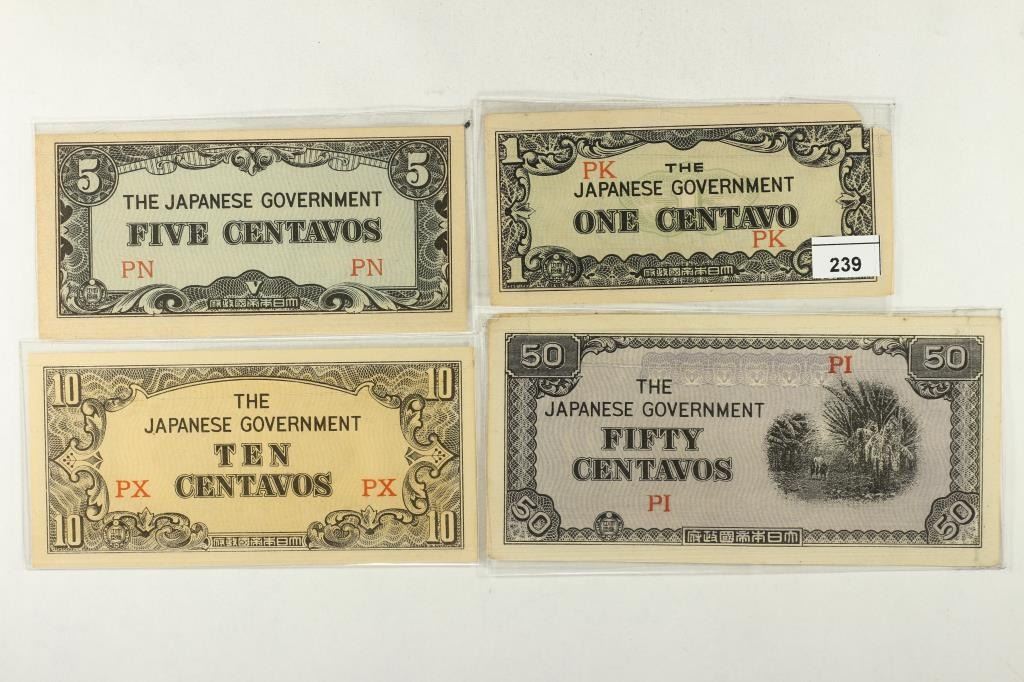 5 5
THE JAPANESE GOVERNMENT
FIVE CENTAVOS
PN PN
V
府政國帝本日大
1 1
PK THE
JAPANESE GOVERNMENT
ONE CENTAVO
PK
1
府政國帝本日大
239
10 10
THE
JAPANESE GOVERNMENT
TEN
PX CENTAVOS PX
10 10
府政國帝本日大
50 50
PI
THE
JAPANESE GOVERNMENT
FIFTY
CENTAVOS
PI
50 50
府政國帝本日大